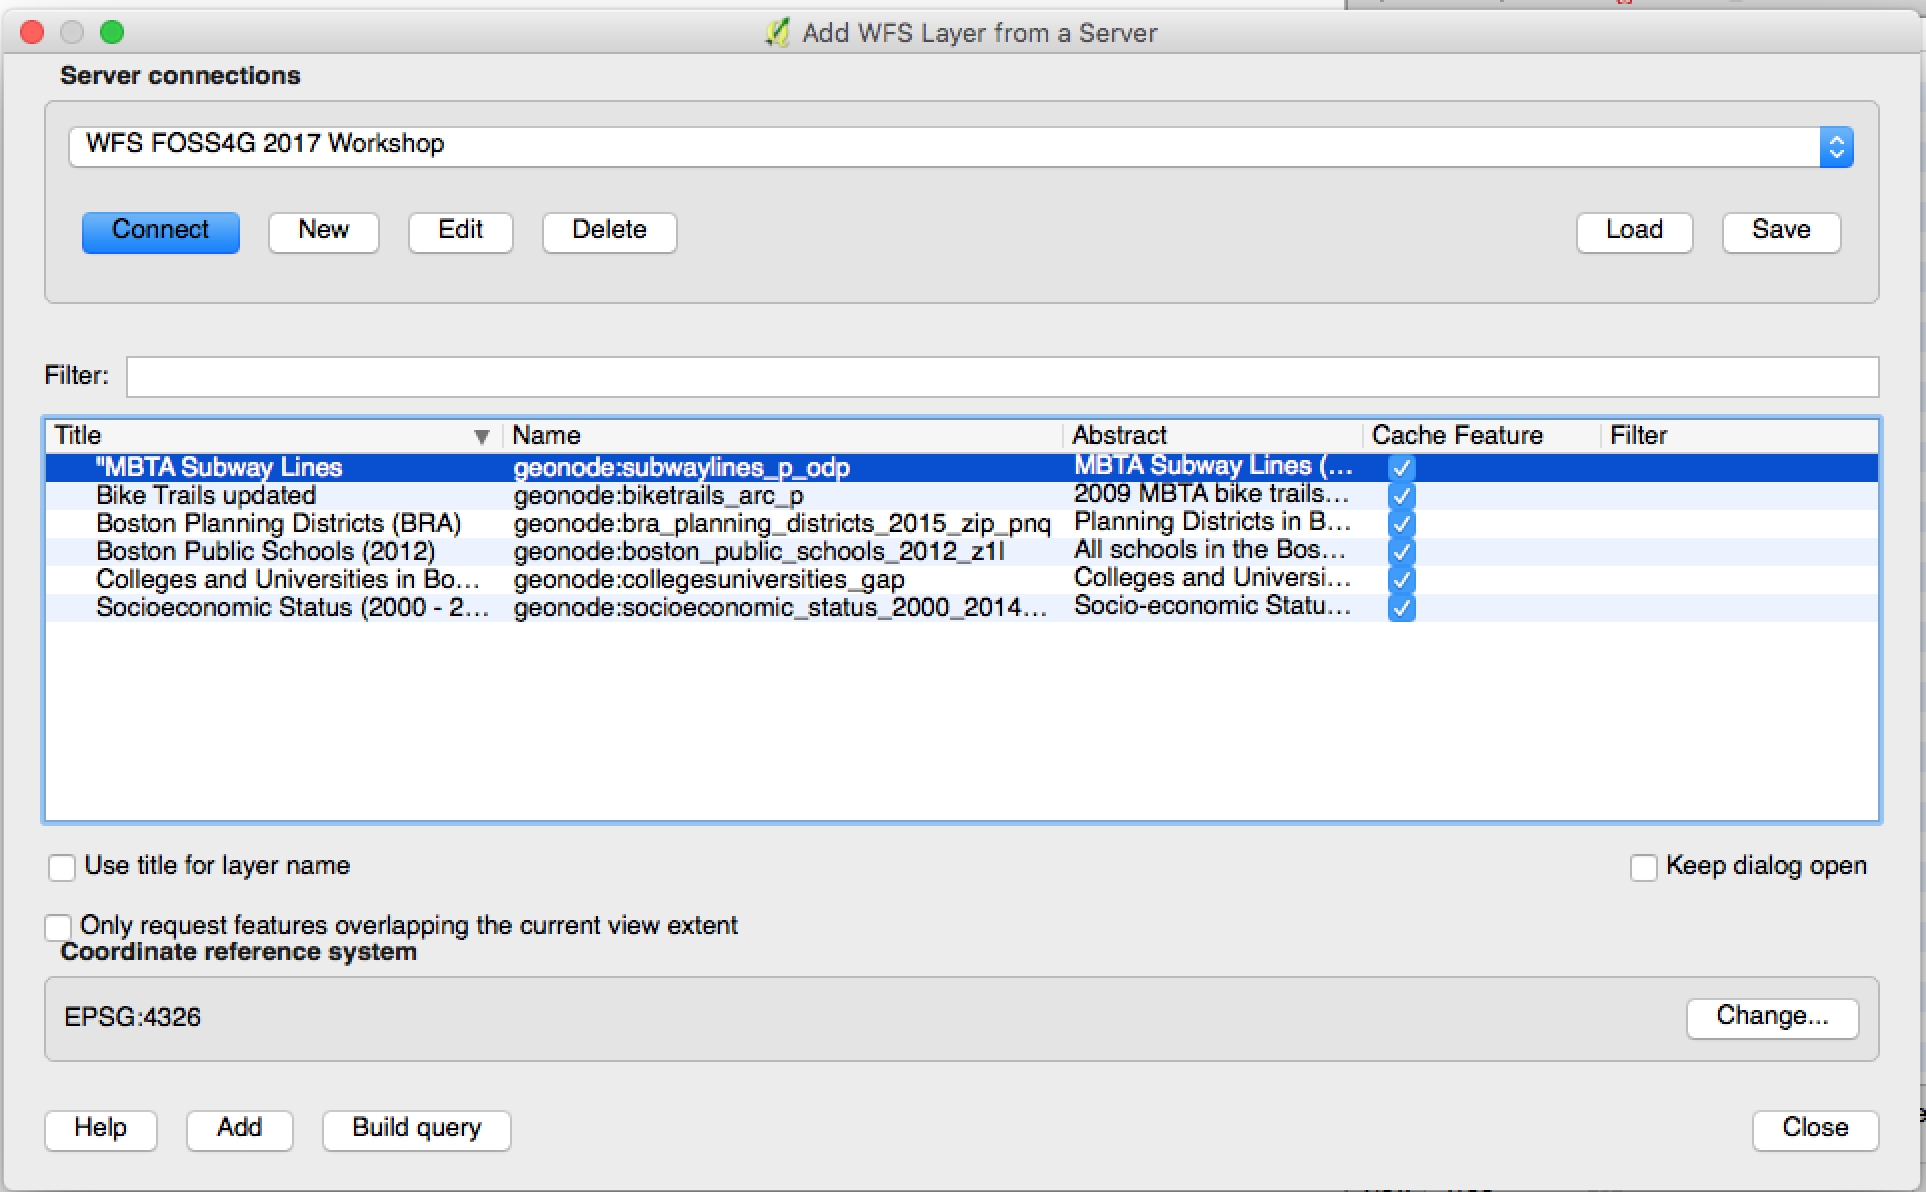 Add WFS Layer from a Server
Server connections
WFS FOSS4G 2017 Workshop
Connect New Edit Delete Load Save
Filter:
Title Name Abstract Cache Feature Filter
"MBTA Subway Lines geonode:subwaylines_p_odp MBTA Subway Lines (...
Bike Trails updated geonode:biketrails_arc_p 2009 MBTA bike trails...
Boston Planning Districts (BRA) geonode:bra_planning_districts_2015_zip_pnq Planning Districts in B...
Boston Public Schools (2012) geonode:boston_public_schools_2012_z1l All schools in the Bos...
Colleges and Universities in Bo... geonode:collegesuniversities_gap Colleges and Universi...
Socioeconomic Status (2000 - 2... geonode:socioeconomic_status_2000_2014... Socio-economic Statu...
Use title for layer name Keep dialog open
Only request features overlapping the current view extent
Coordinate reference system
EPSG:4326 Change...
Help Add Build query Close